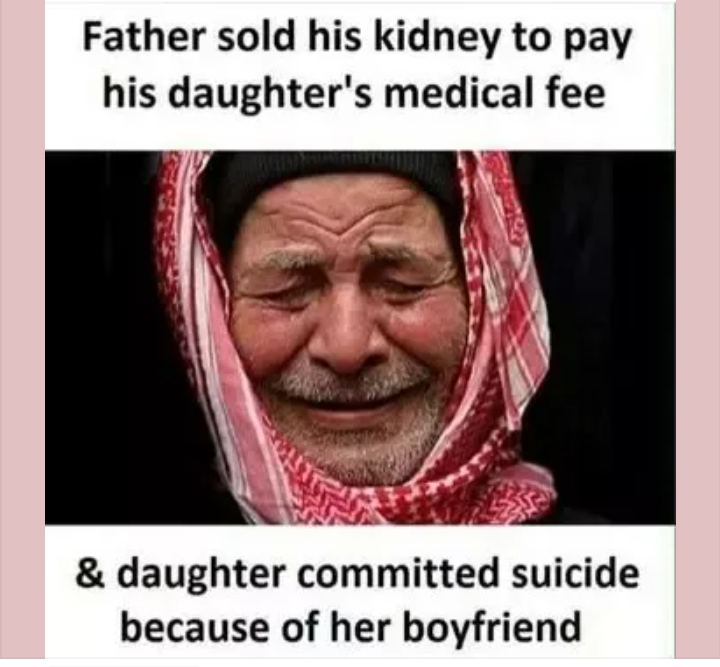 Father sold his kidney to pay
his daughter's medical fee
& daughter committed suicide
because of her boyfriend